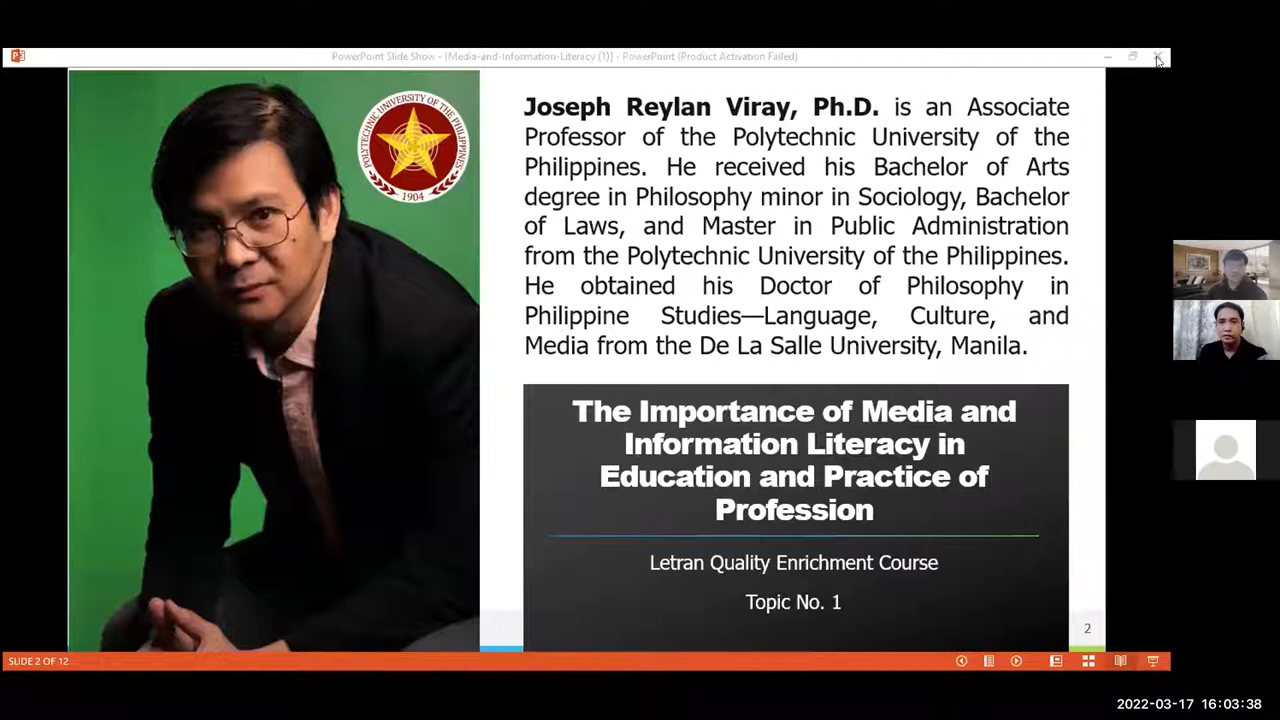 PowerPoint Slide Show - [Media-and-Information-Literacy (1)] - PowerPoint (Product Activation Failed)
POLYTECHNIC UNIVERSITY OF THE PHILIPPINES
1904
Joseph Reylan Viray, Ph.D. is an Associate
Professor of the Polytechnic University of the
Philippines. He received his Bachelor of Arts
degree in Philosophy minor in Sociology, Bachelor
of Laws, and Master in Public Administration
from the Polytechnic University of the Philippines.
He obtained his Doctor of Philosophy in
Philippine Studies—Language, Culture, and
Media from the De La Salle University, Manila.
The Importance of Media and
Information Literacy in
Education and Practice of
Profession
Letran Quality Enrichment Course
Topic No. 1
2
SLIDE 2 OF 12
2022-03-17 16:03:38